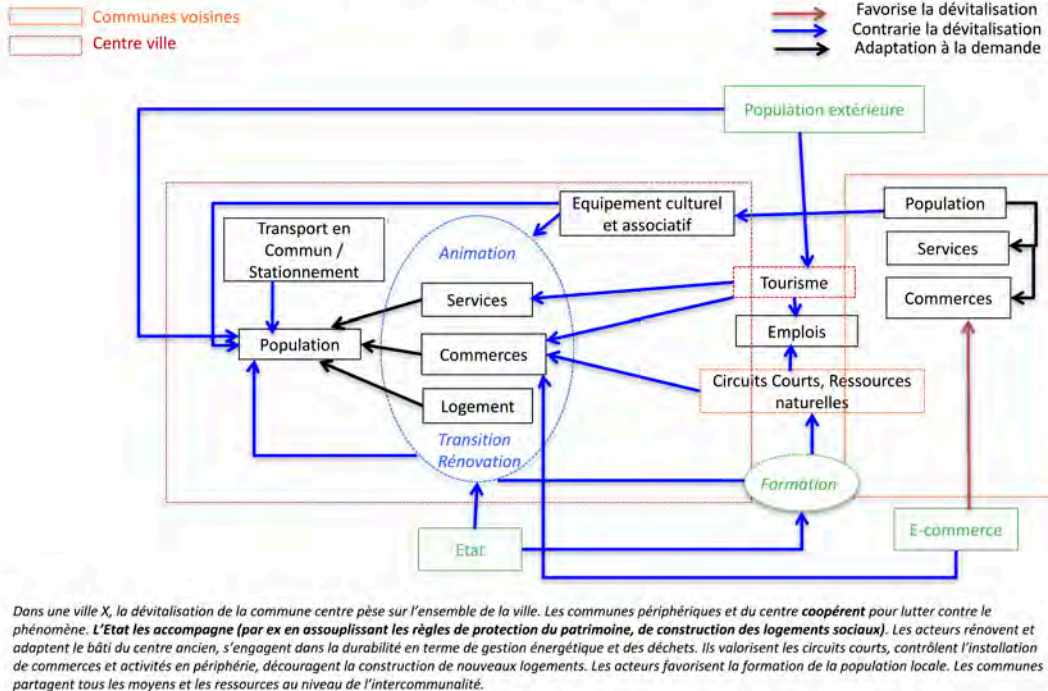 Communes voisines
Centre ville
Favorise la dévitalisation
Contrarie la dévitalisation
Adaptation à la demande
Population extérieure
Equipement culturel
et associatif
Population
Transport en
Commun /
Stationnement
Animation
Services
Services
Tourisme
Commerces
Emplois
Population
Commerces
Circuits Courts, Ressources
naturelles
Logement
Transition
Rénovation
Formation
Etat
E-commerce
Dans une ville X, la dévitalisation de la commune centre pèse sur l'ensemble de la ville. Les communes périphériques et du centre coopérent pour lutter contre le
phénomène. L'Etat les accompagne (par ex en assouplissant les règles de protection du patrimoine, de construction des logements sociaux). Les acteurs rénovent et
adaptent le bâti du centre ancien, s'engagent dans la durabilité en terme de gestion énergétique et des déchets. Ils valorisent les circuits courts, contrôlent l'installation
de commerces et activités en périphérie, découragent la construction de nouveaux logements. Les acteurs favorisent la formation de la population locale. Les communes
partagent tous les moyens et les ressources au niveau de l'intercommunalité.